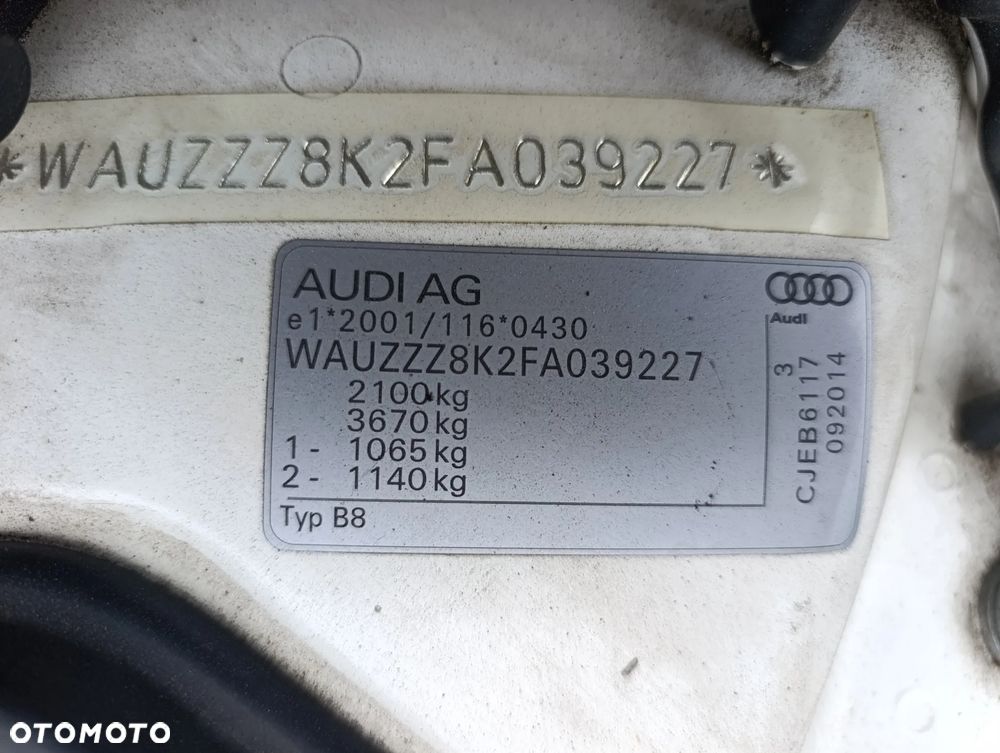 *WAUZZZ8K2FA039227*
AUDI AG
Audi
e1*2001/116*0430
WAUZZZ8K2FA039227
2100 kg
3670 kg
1 - 1065 kg
2 - 1140 kg
Typ B8
3
CJEB6117
092014
OTOMOTO